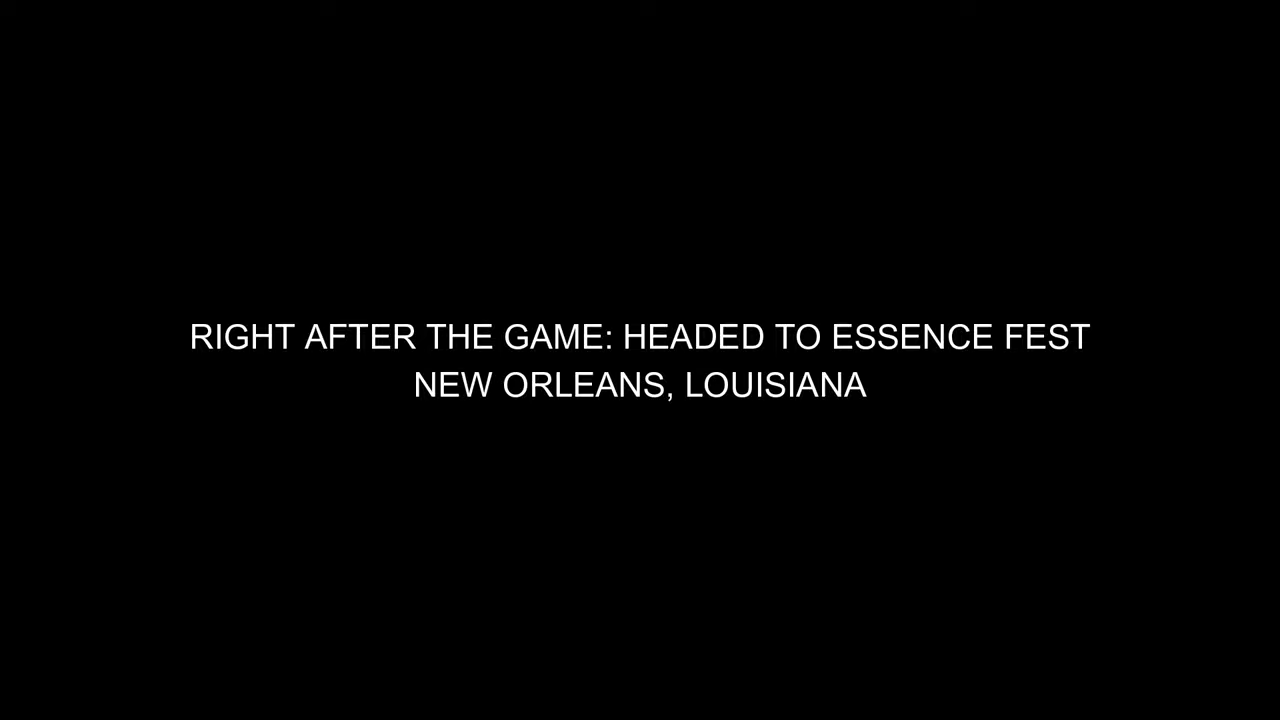 RIGHT AFTER THE GAME: HEADED TO ESSENCE FEST
NEW ORLEANS, LOUISIANA